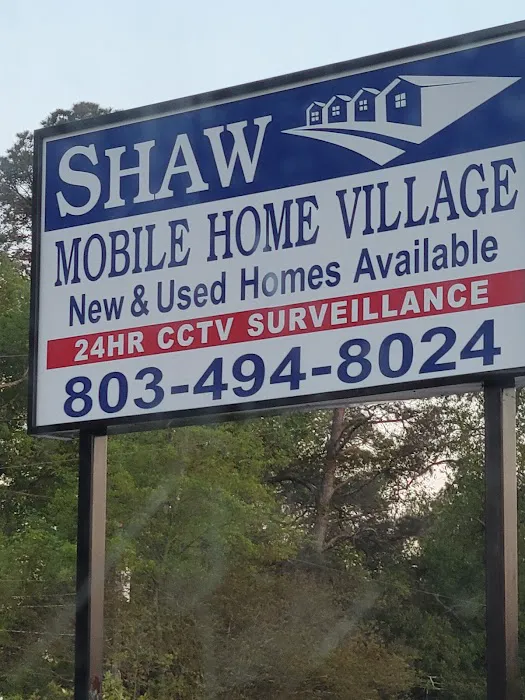 SHAW
MOBILE HOME VILLAGE
New & Used Homes Available
24HR CCTV SURVEILLANCE
803-494-8024